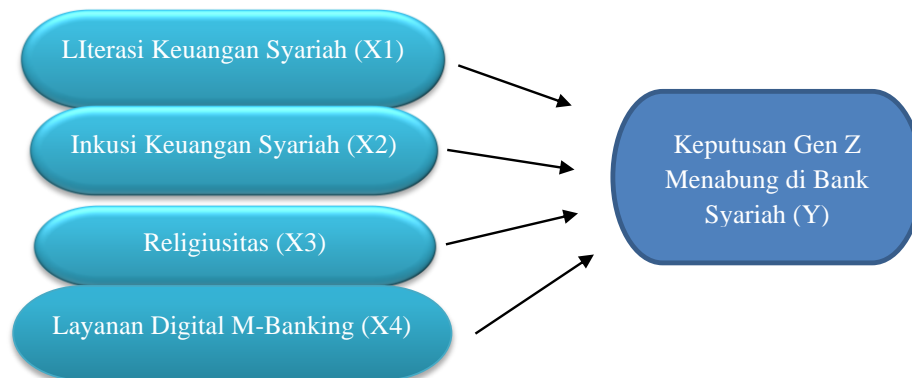 LIterasi Keuangan Syariah (X1)
Inkusi Keuangan Syariah (X2)
Religiusitas (X3)
Layanan Digital M-Banking (X4)
Keputusan Gen Z
Menabung di Bank
Syariah (Y)